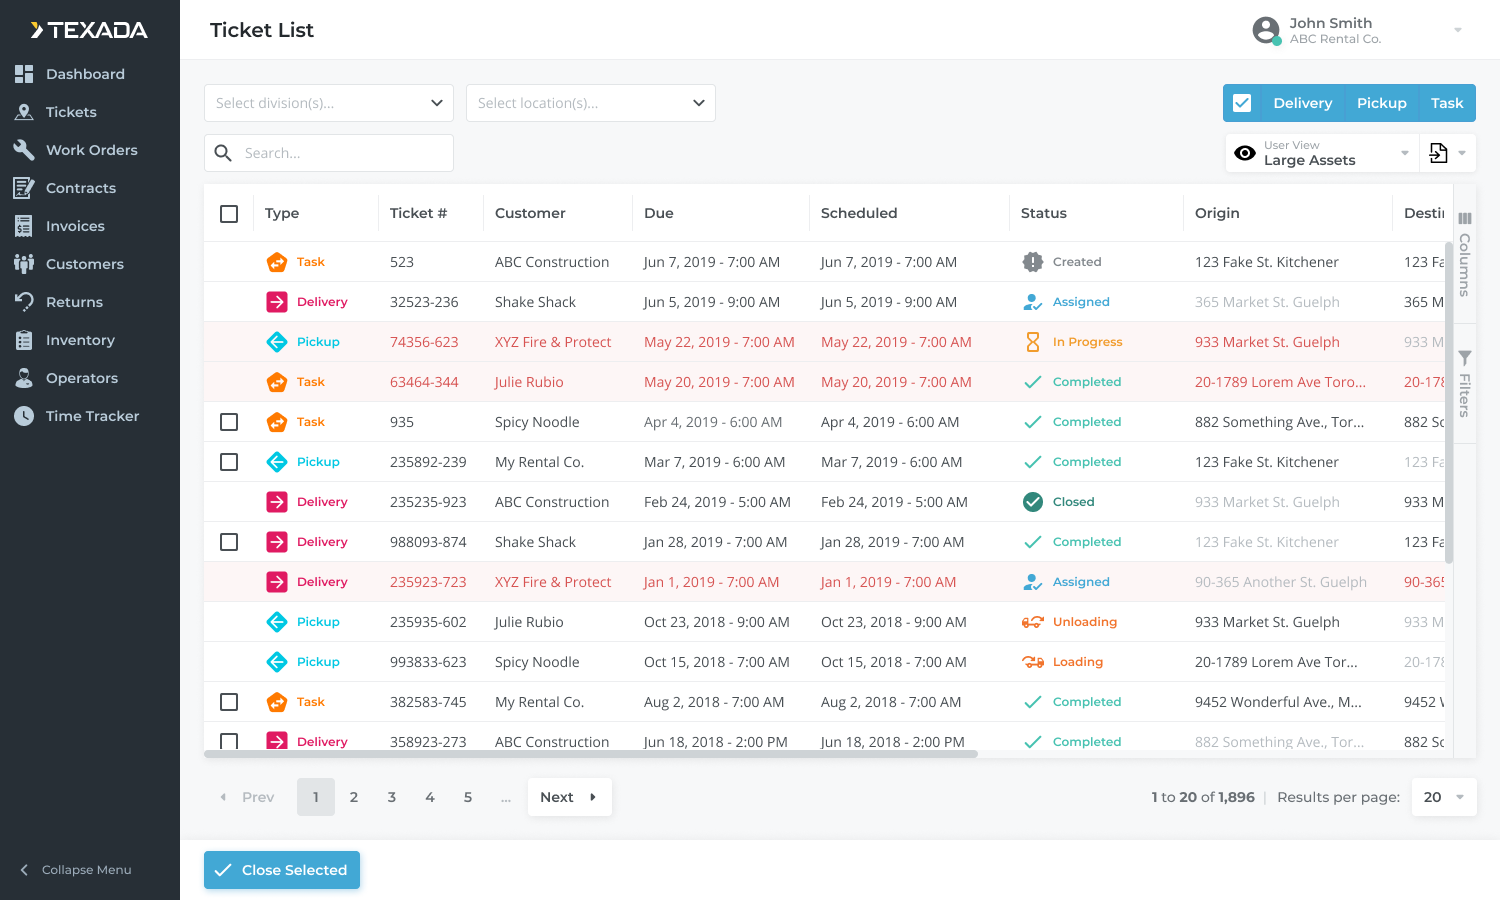 TEXADA
Dashboard
Tickets
Work Orders
Contracts
Invoices
Customers
Returns
Inventory
Operators
Time Tracker
Collapse Menu
Ticket List
John Smith
ABC Rental Co.
Select division(s)...
Select location(s)...
Delivery Pickup Task
Search...
User View
Large Assets
Type Ticket # Customer Due Scheduled Status Origin Destin
Task 523 ABC Construction Jun 7, 2019 - 7:00 AM Jun 7, 2019 - 7:00 AM Created 123 Fake St. Kitchener 123 Fa
Delivery 32523-236 Shake Shack Jun 5, 2019 - 9:00 AM Jun 5, 2019 - 9:00 AM Assigned 365 Market St. Guelph 365 M
Pickup 74356-623 XYZ Fire & Protect May 22, 2019 - 7:00 AM May 22, 2019 - 7:00 AM In Progress 933 Market St. Guelph 933 M
Task 63464-344 Julie Rubio May 20, 2019 - 7:00 AM May 20, 2019 - 7:00 AM Completed 20-1789 Lorem Ave Toro... 20-178
Task 935 Spicy Noodle Apr 4, 2019 - 6:00 AM Apr 4, 2019 - 6:00 AM Completed 882 Something Ave., Tor... 882 So
Pickup 235892-239 My Rental Co. Mar 7, 2019 - 6:00 AM Mar 7, 2019 - 6:00 AM Completed 123 Fake St. Kitchener 123 Fa
Delivery 235235-923 ABC Construction Feb 24, 2019 - 5:00 AM Feb 24, 2019 - 5:00 AM Closed 933 Market St. Guelph 933 M
Delivery 988093-874 Shake Shack Jan 28, 2019 - 7:00 AM Jan 28, 2019 - 7:00 AM Completed 123 Fake St. Kitchener 123 Fa
Delivery 235923-723 XYZ Fire & Protect Jan 1, 2019 - 7:00 AM Jan 1, 2019 - 7:00 AM Assigned 90-365 Another St. Guelph 90-365
Pickup 235935-602 Julie Rubio Oct 23, 2018 - 9:00 AM Oct 23, 2018 - 9:00 AM Unloading 933 Market St. Guelph 933 M
Pickup 993833-623 Spicy Noodle Oct 15, 2018 - 7:00 AM Oct 15, 2018 - 7:00 AM Loading 20-1789 Lorem Ave Tor... 20-178
Task 382583-745 My Rental Co. Aug 2, 2018 - 7:00 AM Aug 2, 2018 - 7:00 AM Completed 9452 Wonderful Ave., M... 9452 W
Delivery 358923-273 ABC Construction Jun 18, 2018 - 2:00 PM Jun 18, 2018 - 2:00 PM Completed 882 Something Ave., Tor... 882 So
Columns
Filters
Prev 1 2 3 4 5 ... Next
1 to 20 of 1,896 | Results per page: 20
Close Selected